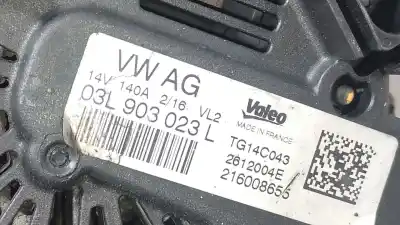 VW AG
14V 140A 2/16 VL2
03L 903 023 L
Valeo
MADE IN FRANCE
TG14C043
2612004E
216008655